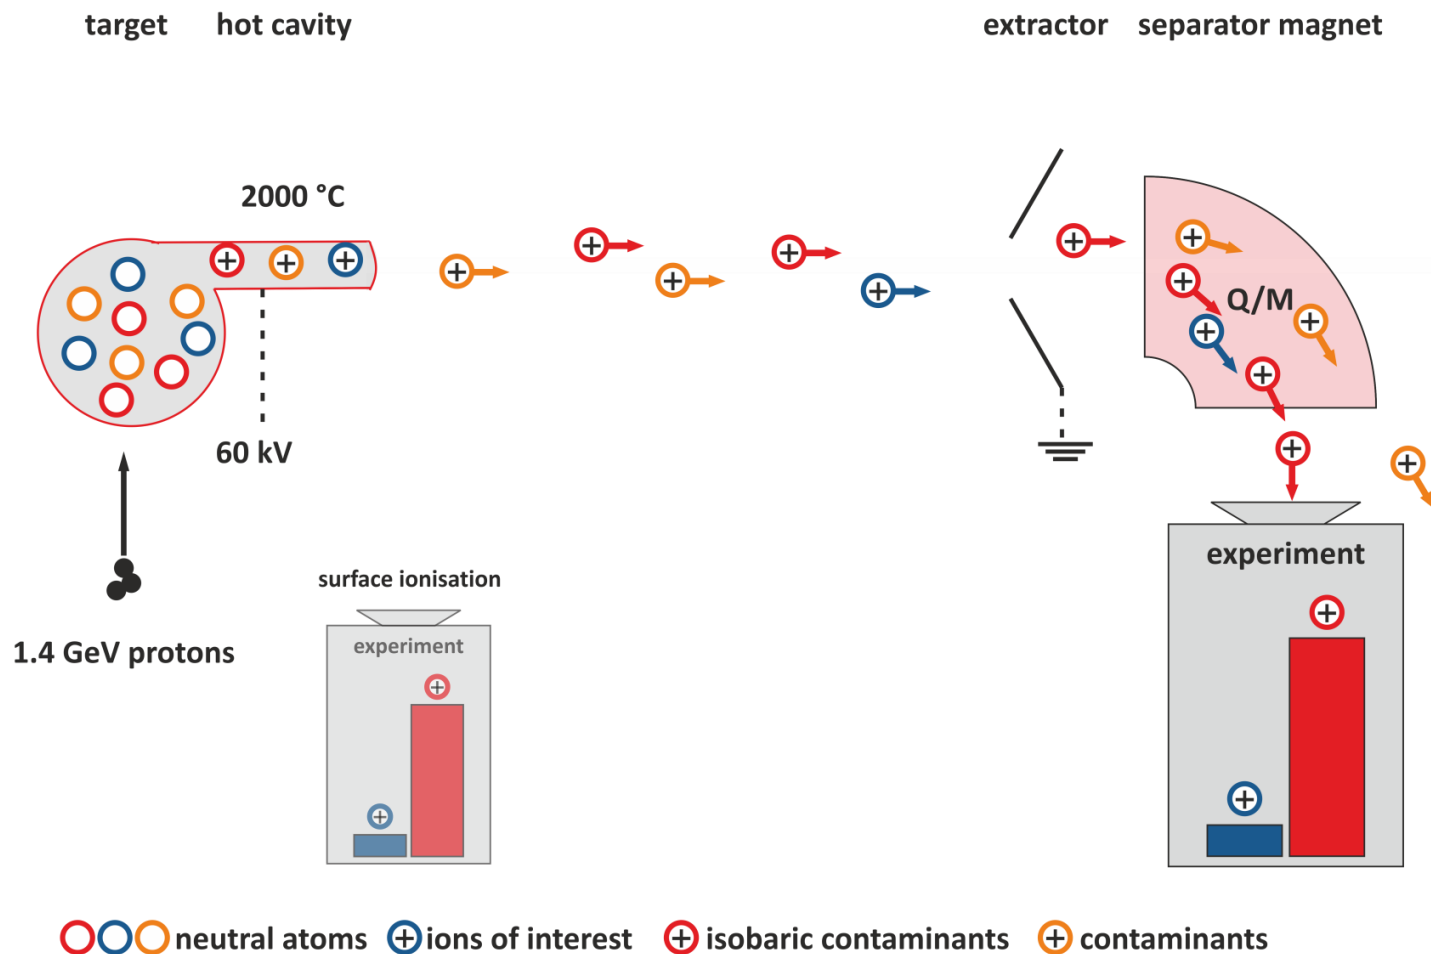 target
hot cavity
extractor
separator magnet
2000 °C
Q/M
60 kV
experiment
surface ionisation
experiment
1.4 GeV protons
neutral atoms
ions of interest
isobaric contaminants
contaminants